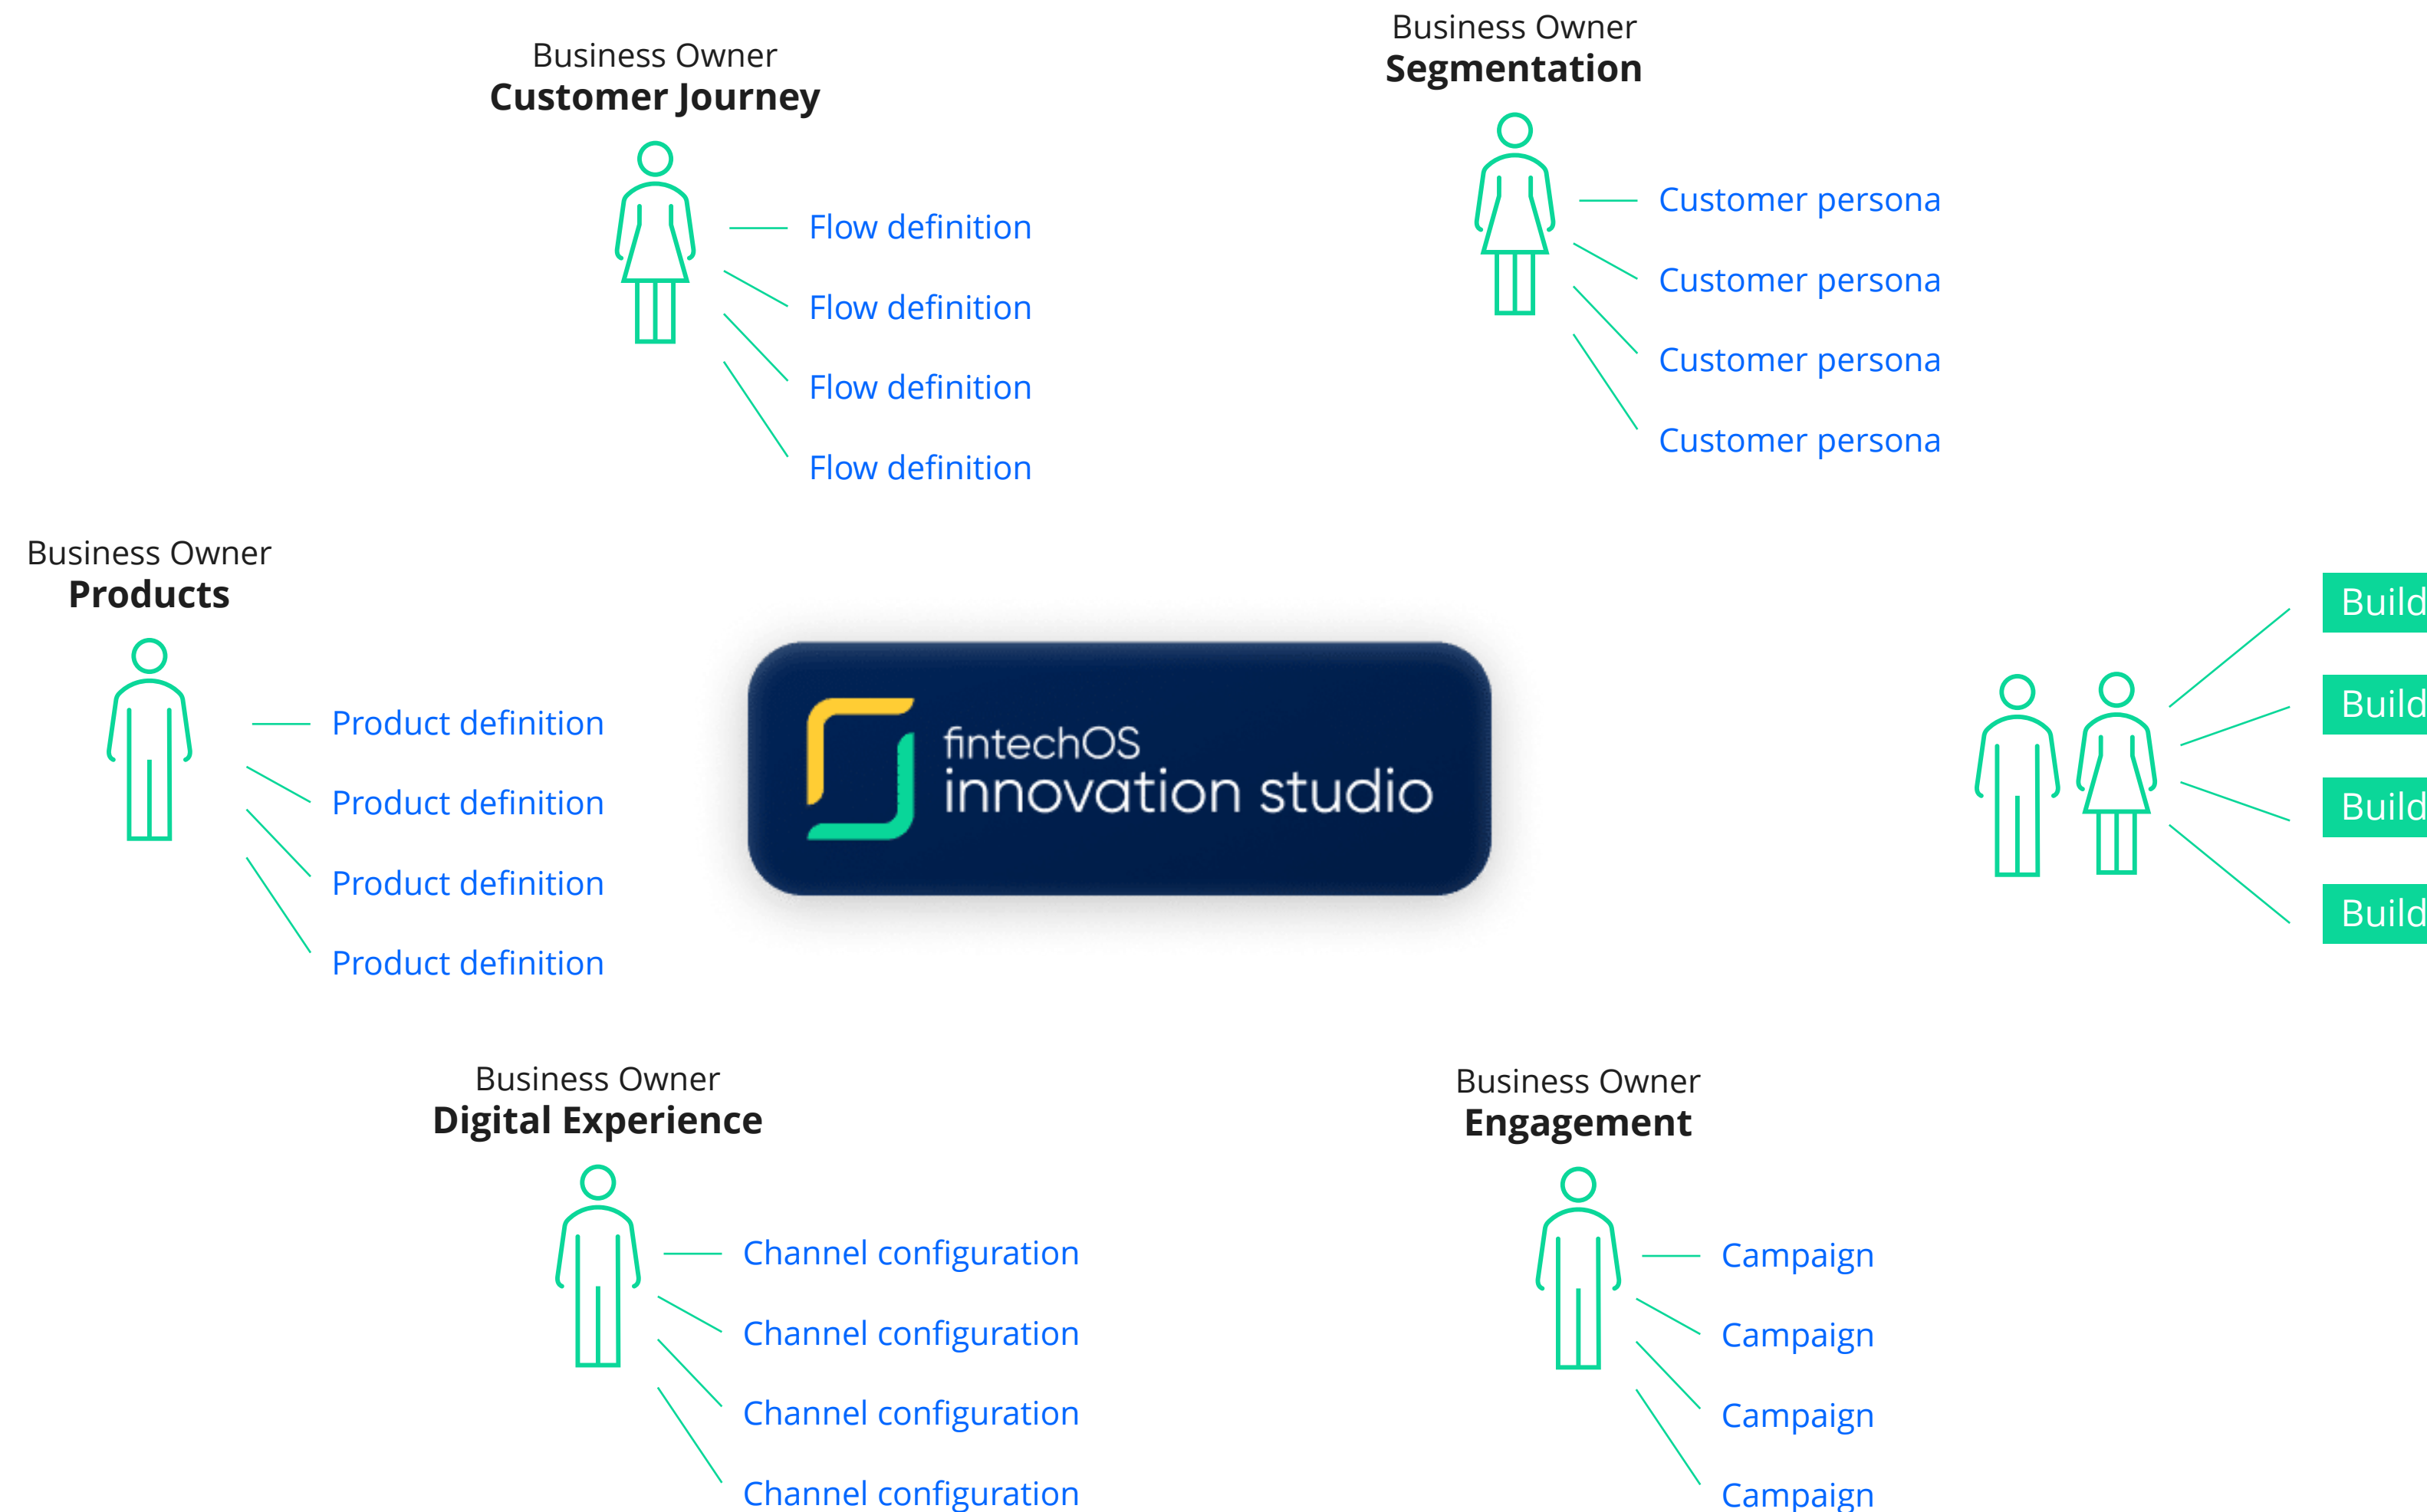 Business Owner
Customer Journey
Flow definition
Flow definition
Flow definition
Flow definition
Business Owner
Segmentation
Customer persona
Customer persona
Customer persona
Customer persona
Business Owner
Products
Product definition
Product definition
Product definition
Product definition
fintechOS
innovation studio
Build
Build
Build
Build
Business Owner
Digital Experience
Channel configuration
Channel configuration
Channel configuration
Channel configuration
Business Owner
Engagement
Campaign
Campaign
Campaign
Campaign